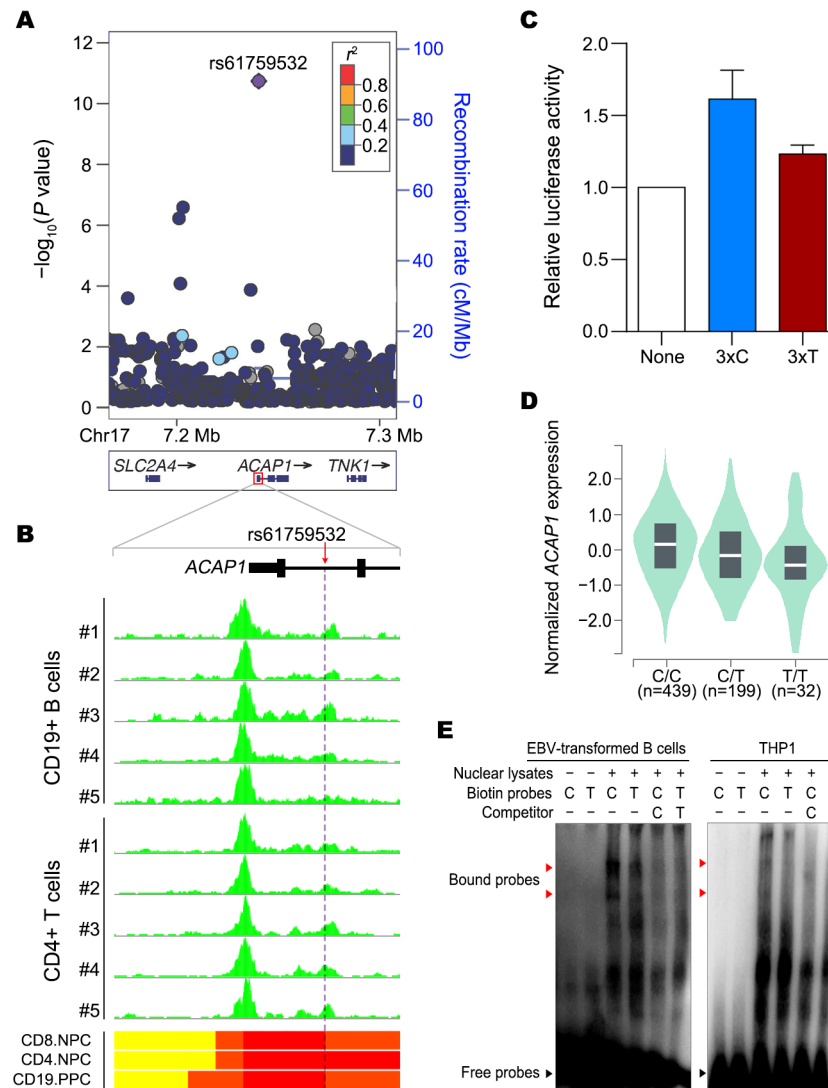 A
12
10
8
6
4
2
0
−log10(P value)
rs61759532
r2
0.8
0.6
0.4
0.2
100
80
60
40
20
0
Recombination rate (cM/Mb)
Chr17 7.2 Mb 7.3 Mb
SLC2A4→ ACAP1→ TNK1→
B
rs61759532
ACAP1
CD19+ B cells
#1
#2
#3
#4
#5
CD4+ T cells
#1
#2
#3
#4
#5
CD8.NPC
CD4.NPC
CD19.PPC
C
Relative luciferase activity
2.0
1.5
1.0
0.5
0.0
None 3xC 3xT
D
Normalized ACAP1 expression
2.0
1.0
0.0
−1.0
−2.0
C/C C/T T/T
(n=439) (n=199) (n=32)
E
EBV-transformed B cells THP1
Nuclear lysates − − + + + + − − + + +
Biotin probes C T C T C T C T C T C
Competitor C T C
Bound probes
Free probes